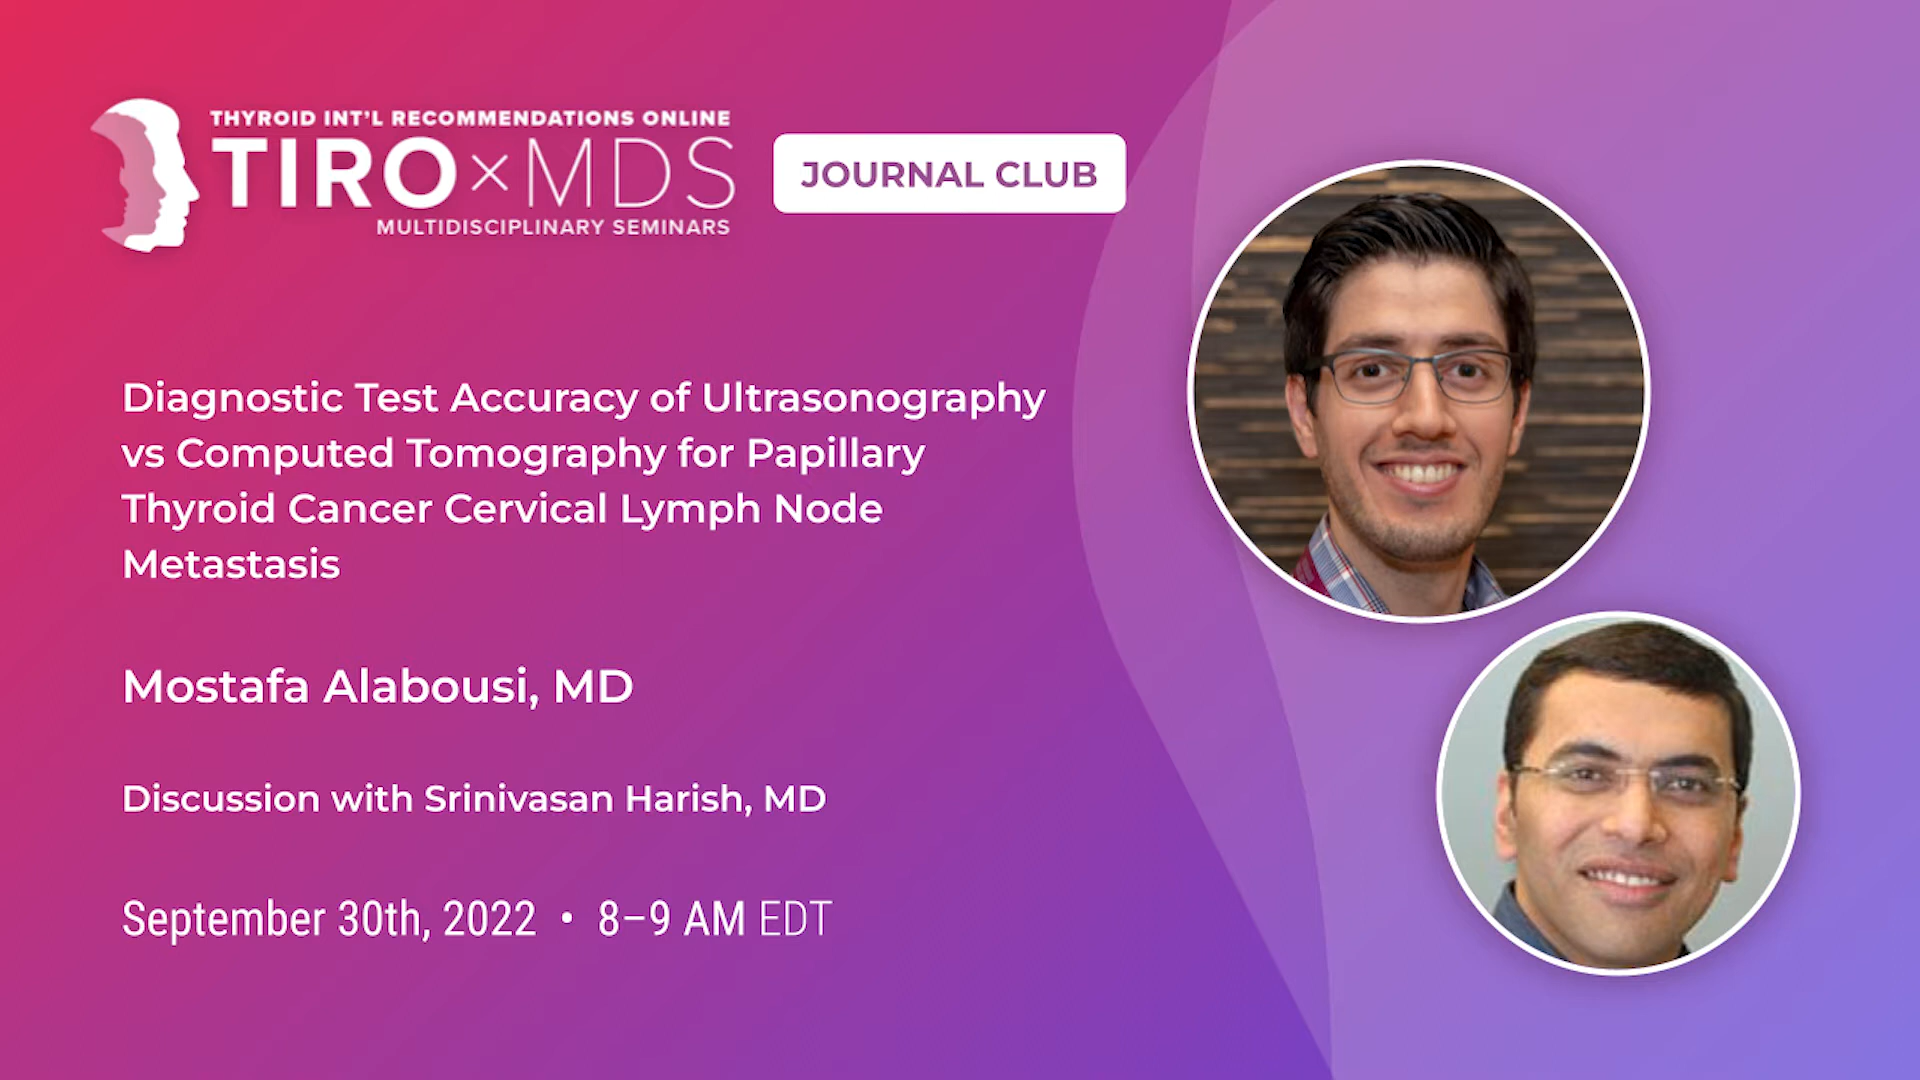 THYROID INT'L RECOMMENDATIONS ONLINE
TIRO×MDS
MULTIDISCIPLINARY SEMINARS
JOURNAL CLUB
Diagnostic Test Accuracy of Ultrasonography
vs Computed Tomography for Papillary
Thyroid Cancer Cervical Lymph Node
Metastasis
Mostafa Alabousi, MD
Discussion with Srinivasan Harish, MD
September 30th, 2022 • 8–9 AM EDT